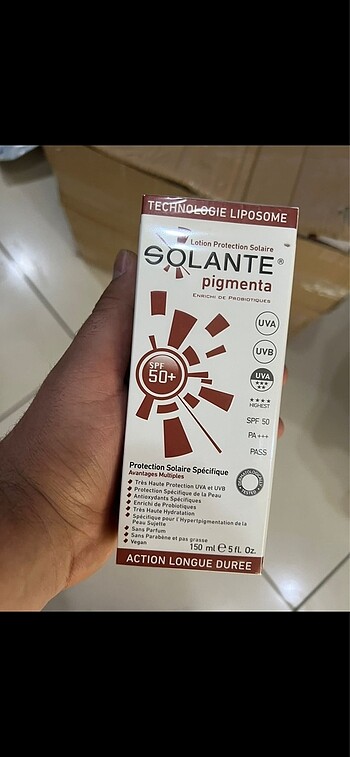 TECHNOLOGIE LIPOSOME
Lotion Protection Solaire
SOLANTE®
pigmenta
ENRICHI DE PROBIOTIQUES
UVA
UVB
SPF
50+
UVA
★★★
★★
★★★★
HIGHEST
SPF 50
PA+++
PASS
Protection Solaire Spécifique
Avantages Multiples
Très Haute Protection UVA et UVB
Protection Spécifique de la Peau
Antioxydants Spécifiques
Enrichi de Probiotiques
Très Haute Hydratation
Spécifique pour l'Hypertpigmentation de la
Peau Sujette
Sans Parfum
Sans Parabène et pas grasse
Vegan
150 ml ℮ 5 fl. Oz.
ACTION LONGUE DUREE